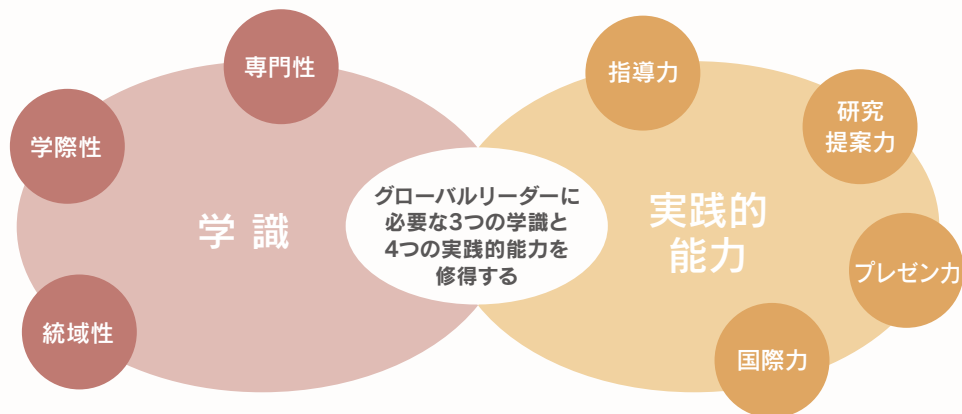 専門性
学際性
学 識
統域性
グローバルリーダーに
必要な3つの学識と
4つの実践的能力を
修得する
指導力
研究
提案力
実践的
能力
プレゼン力
国際力